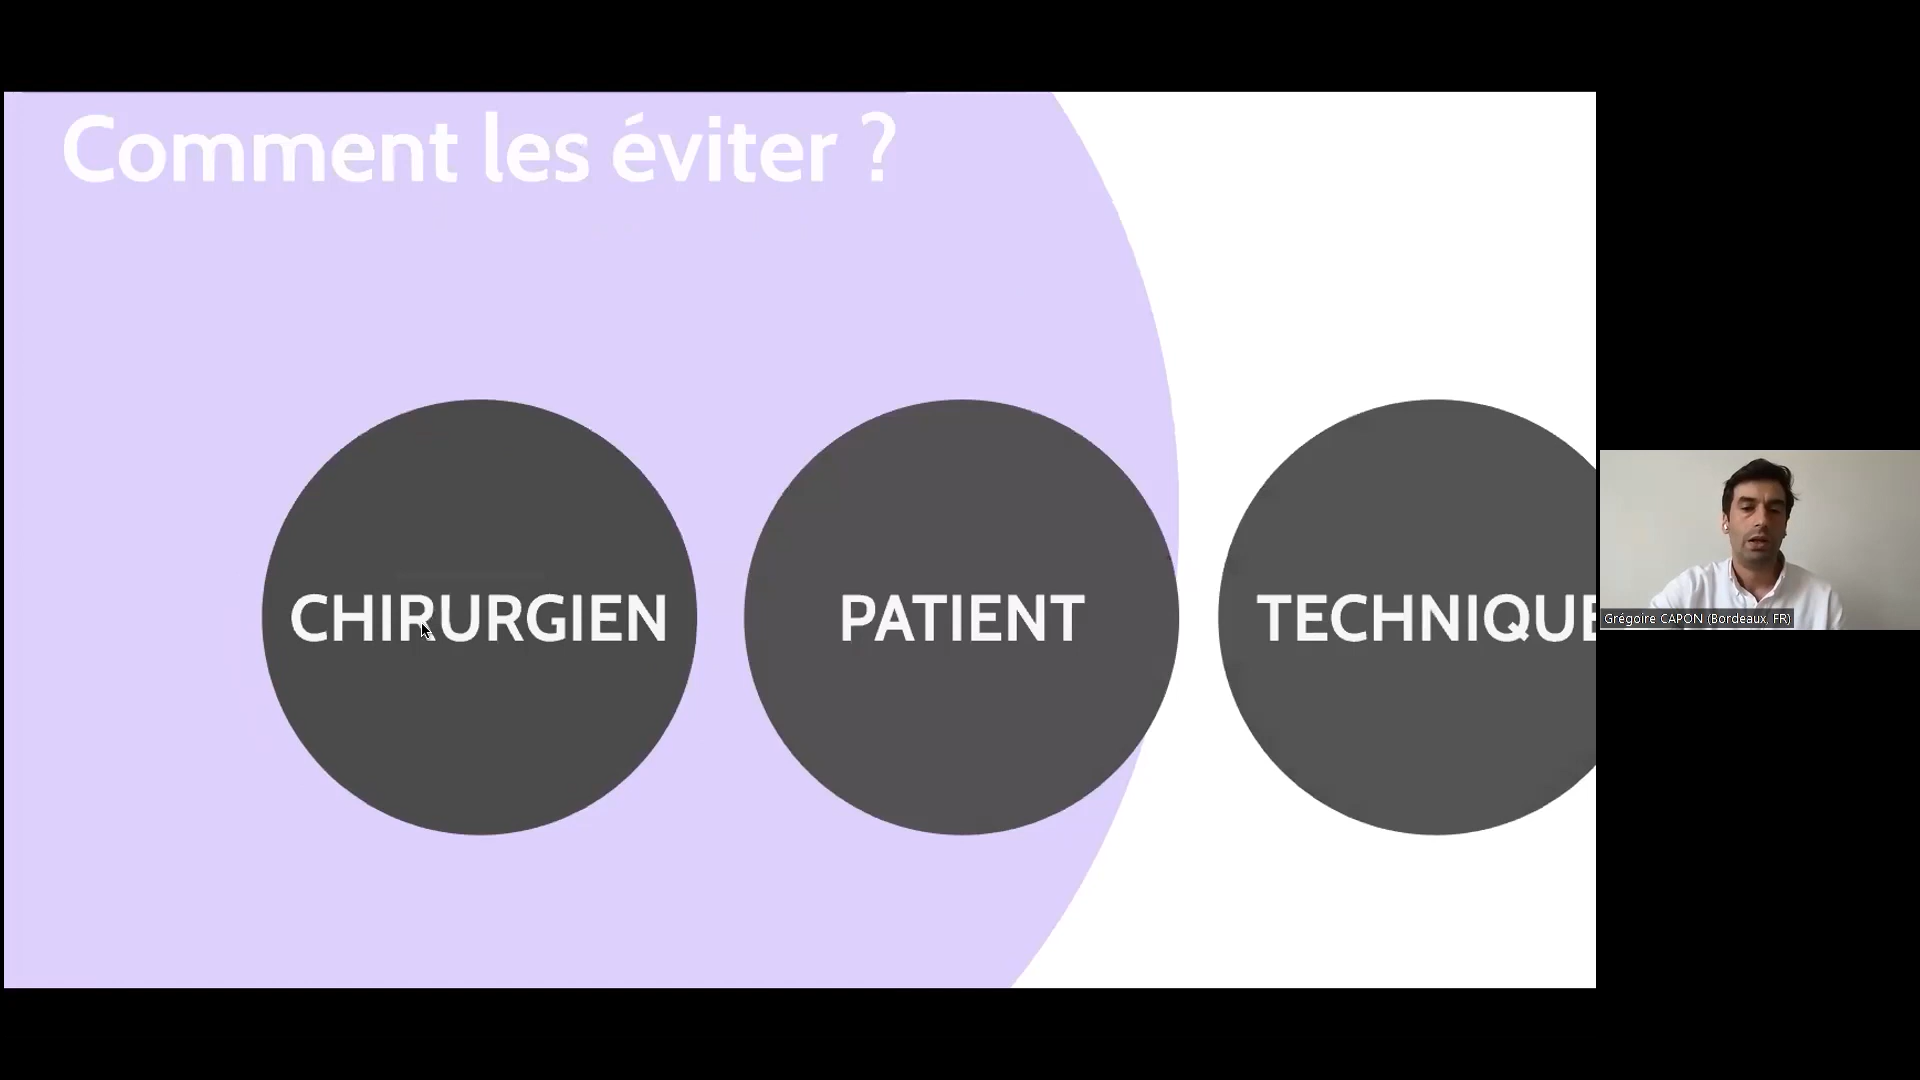 Comment les éviter ?
CHIRURGIEN
PATIENT
TECHNIQUE
Grégoire CAPON (Bordeaux, FR)